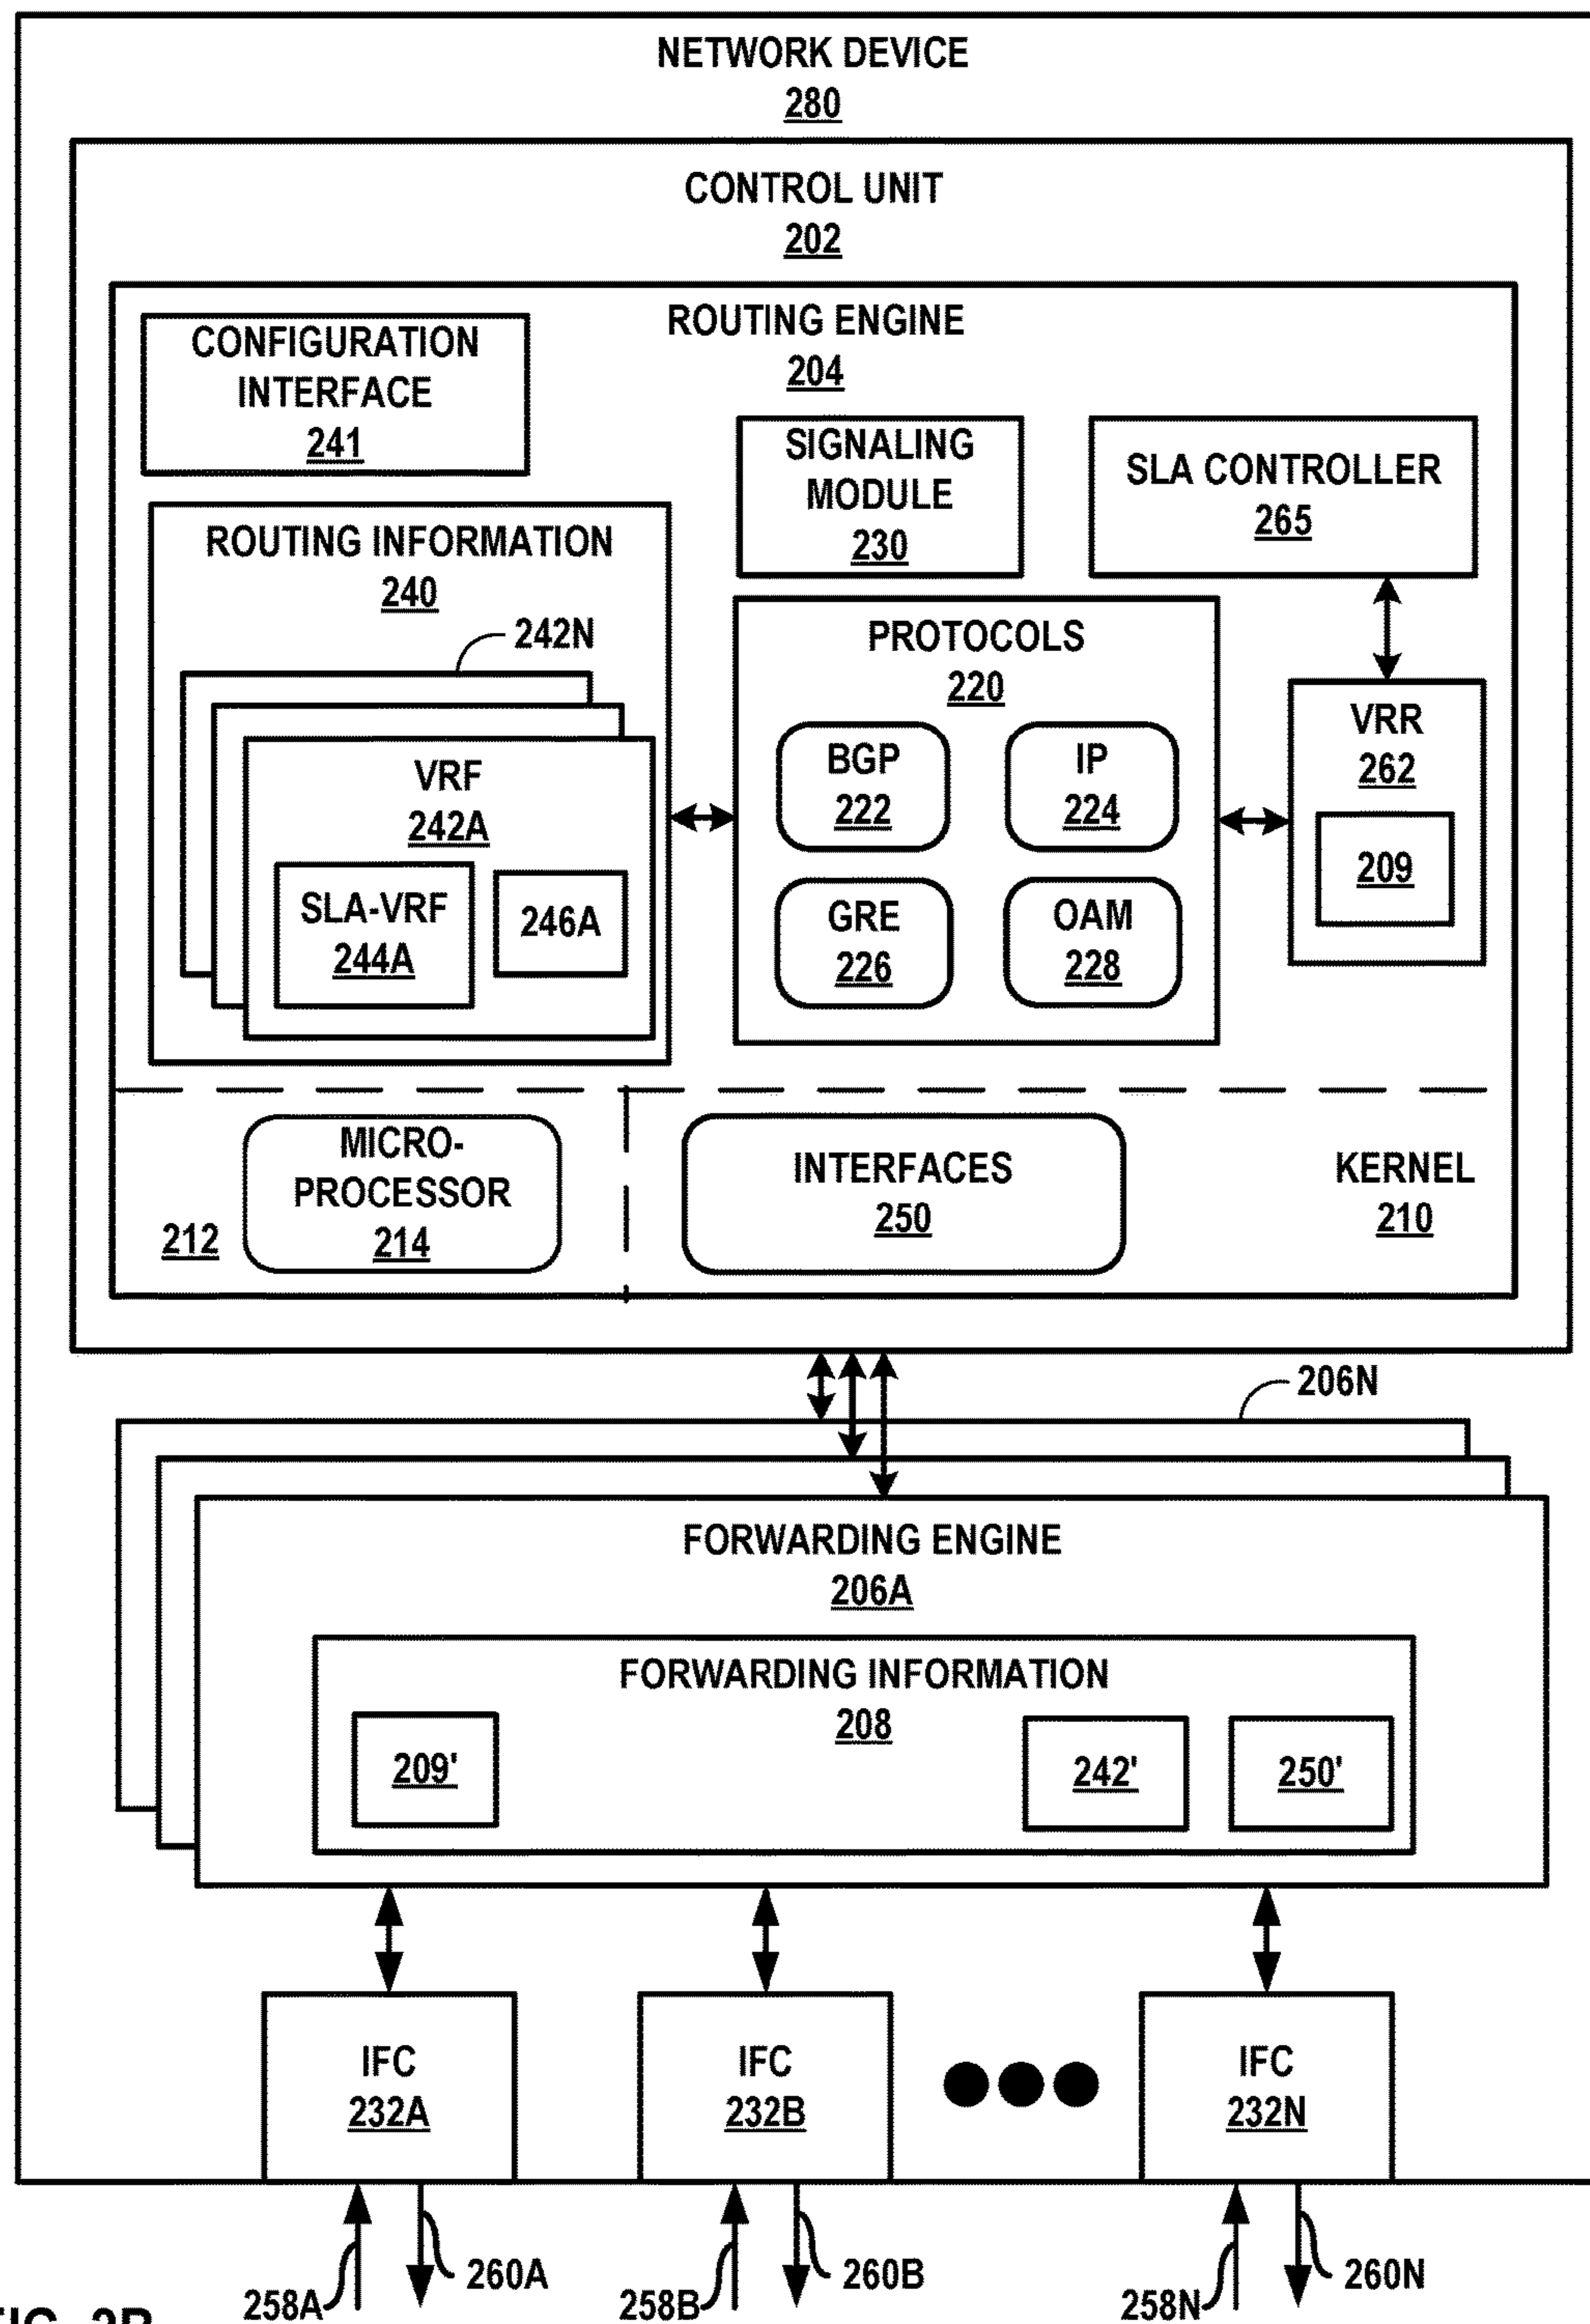 NETWORK DEVICE
280
CONTROL UNIT
202
ROUTING ENGINE
204
CONFIGURATION
INTERFACE
241
SIGNALING
MODULE
230
SLA CONTROLLER
265
ROUTING INFORMATION
240
242N
VRF
242A
SLA-VRF
244A
246A
PROTOCOLS
220
BGP
222
IP
224
GRE
226
OAM
228
VRR
262
209
212
MICRO-
PROCESSOR
214
INTERFACES
250
KERNEL
210
206N
FORWARDING ENGINE
206A
FORWARDING INFORMATION
208
209'
242'
250'
IFC
232A
IFC
232B
IFC
232N
258A
260A
258B
260B
258N
260N